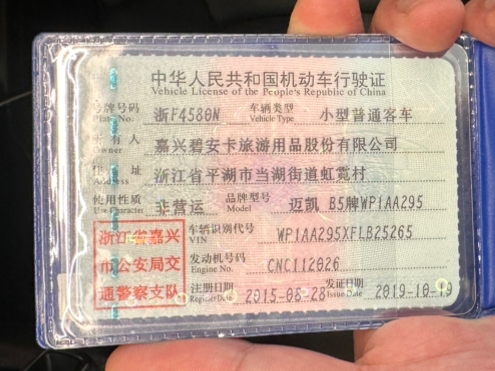 中华人民共和国机动车行驶证
Vehicle License of the People's Republic of China
号牌号码 浙F4580N 车辆类型 小型普通客车
Plate No. Vehicle Type
所有人 嘉兴碧安卡旅游用品股份有限公司
Owner
住址 浙江省平湖市当湖街道虹霓村
Address
使用性质 非营运 品牌型号 迈凯 B5牌WP1AA295
Use Character Model
浙江省嘉兴
市公安局交
通警察支队
车辆识别代号 WP1AA295XFLB25265
VIN
发动机号码 CNC112026
Engine No.
注册日期 2015-08-28 发证日期 2019-10-19
Register Date Issue Date